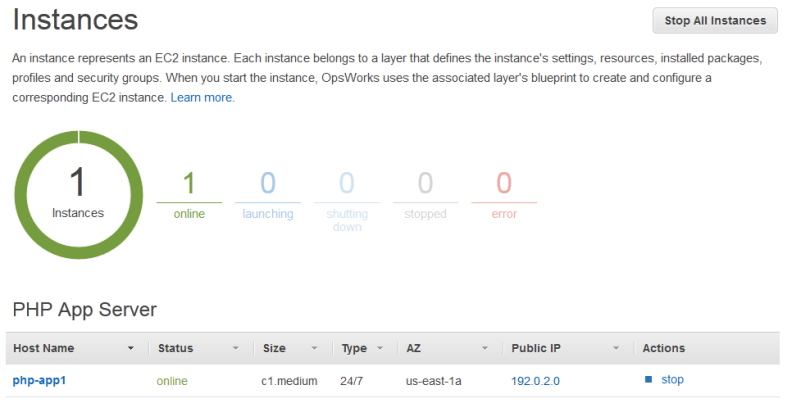 Instances
Stop All Instances
An instance represents an EC2 instance. Each instance belongs to a layer that defines the instance's settings, resources, installed packages,
profiles and security groups. When you start the instance, OpsWorks uses the associated layer's blueprint to create and configure a
corresponding EC2 instance. Learn more.
1
Instances
1 0 0 0 0
online launching shutting down stopped error
PHP App Server
Host Name Status Size Type AZ Public IP Actions
php-app1 online c1.medium 24/7 us-east-1a 192.0.2.0 stop